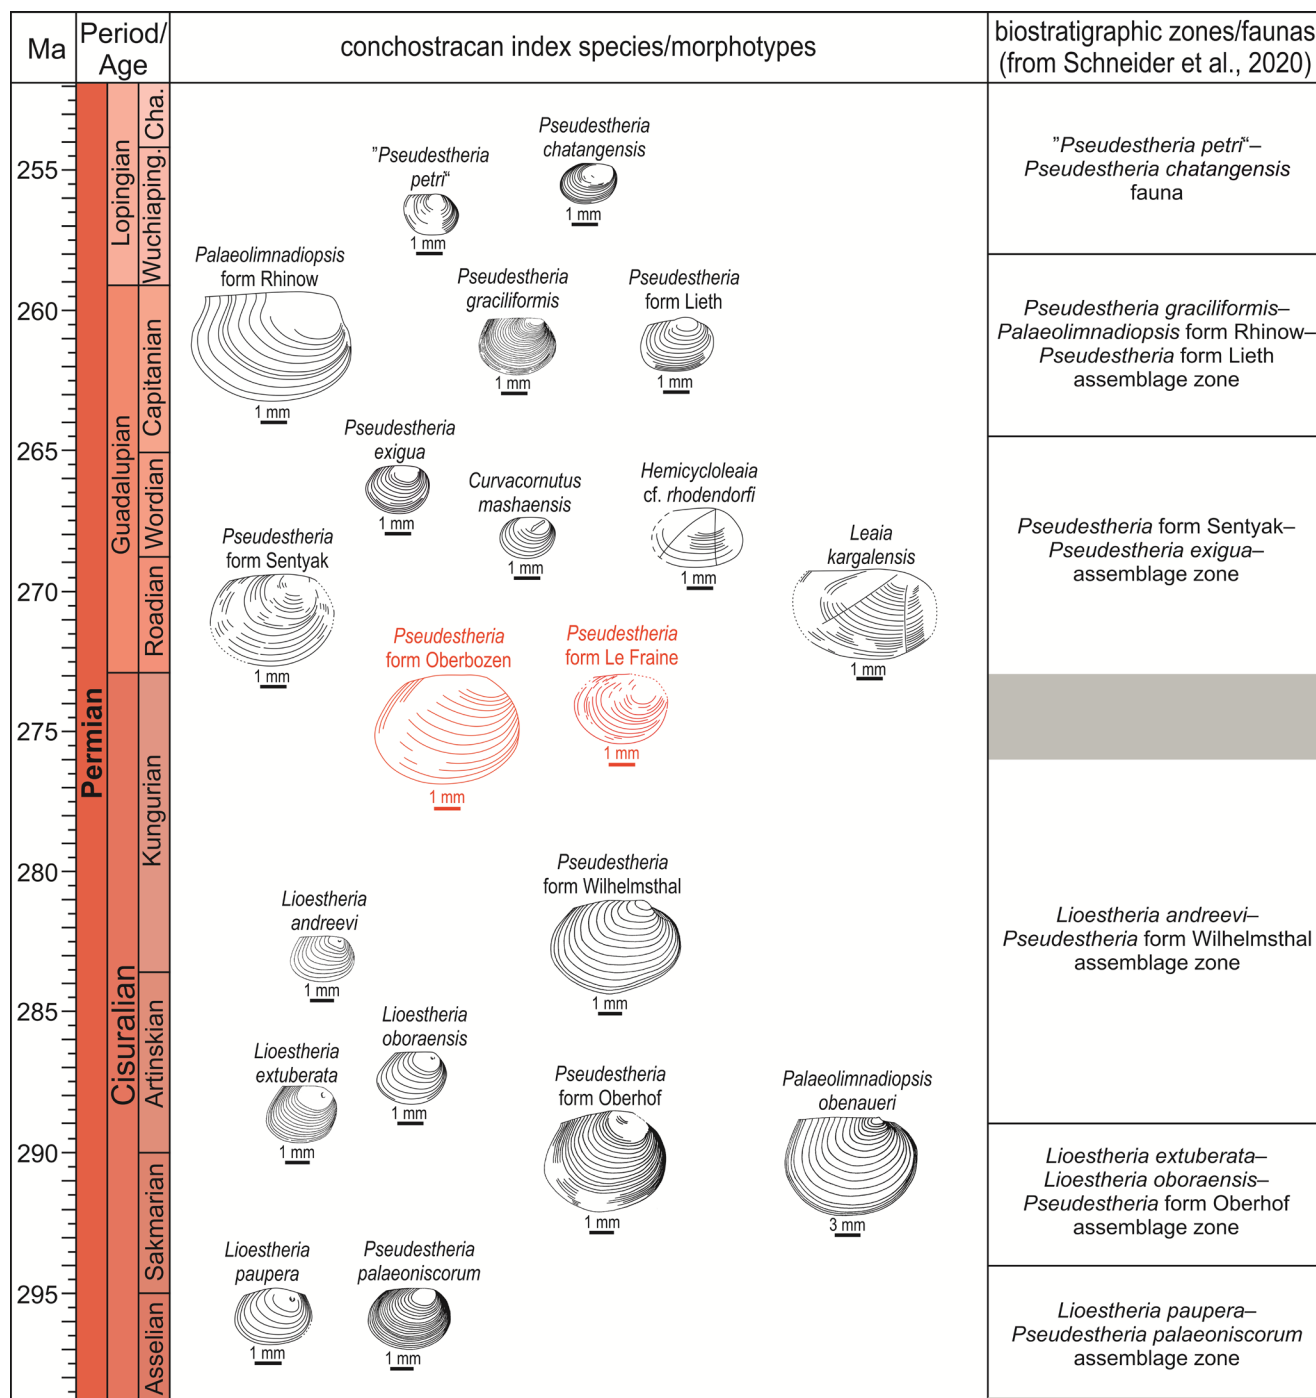 Ma
Period/
Age
conchostracan index species/morphotypes
biostratigraphic zones/faunas
(from Schneider et al., 2020)
255
260
265
270
275
280
285
290
295
Permian
Lopingian
Guadalupian
Cisuralian
Cha.
Wuchiaping.
Capitanian
Wordian
Roadian
Kungurian
Artinskian
Sakmarian
Asselian
"Pseudestheria
petri“
1 mm
Pseudestheria
chatangensis
1 mm
Palaeolimnadiopsis
form Rhinow
1 mm
Pseudestheria
graciliformis
1 mm
Pseudestheria
form Lieth
1 mm
Pseudestheria
exigua
1 mm
Curvacornutus
mashaensis
1 mm
Hemicycloleaia
cf. rhodendorfi
1 mm
Pseudestheria
form Sentyak
1 mm
Leaia
kargalensis
1 mm
Pseudestheria
form Oberbozen
1 mm
Pseudestheria
form Le Fraine
1 mm
Pseudestheria
form Wilhelmsthal
1 mm
Lioestheria
andreevi
1 mm
Lioestheria
oboraensis
1 mm
Lioestheria
extuberata
1 mm
Pseudestheria
form Oberhof
1 mm
Palaeolimnadiopsis
obenaueri
3 mm
Lioestheria
paupera
1 mm
Pseudestheria
palaeoniscorum
1 mm
"Pseudestheria petri“–
Pseudestheria chatangensis
fauna
Pseudestheria graciliformis–
Palaeolimnadiopsis form Rhinow–
Pseudestheria form Lieth
assemblage zone
Pseudestheria form Sentyak–
Pseudestheria exigua–
assemblage zone
Lioestheria andreevi–
Pseudestheria form Wilhelmsthal
assemblage zone
Lioestheria extuberata–
Lioestheria oboraensis–
Pseudestheria form Oberhof
assemblage zone
Lioestheria paupera–
Pseudestheria palaeoniscorum
assemblage zone